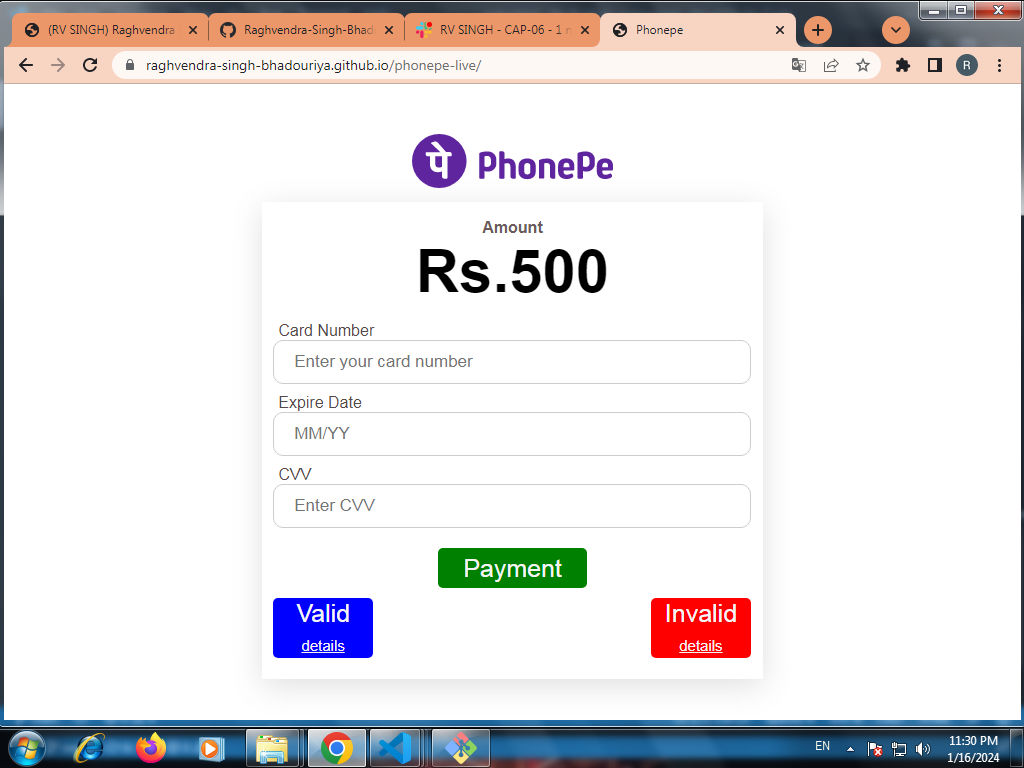 (RV SINGH) Raghvendra
Raghvendra-Singh-Bhad
RV SINGH - CAP-06 - 1 n
Phonepe
raghvendra-singh-bhadouriya.github.io/phonepe-live/
R
पे PhonePe
Amount
Rs.500
Card Number
Enter your card number
Expire Date
MM/YY
CVV
Enter CVV
Payment
Valid
details
Invalid
details
EN
11:30 PM
1/16/2024